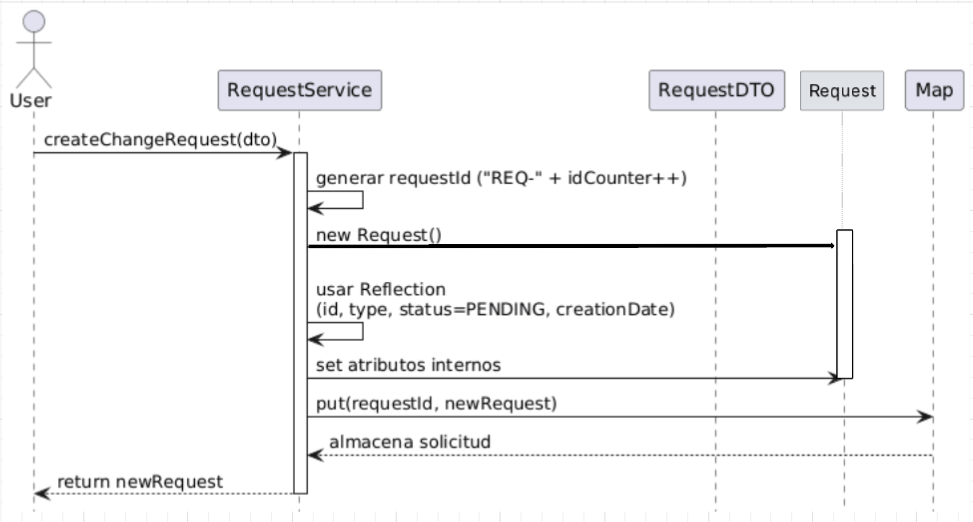 User
RequestService
RequestDTO
Request
Map
createChangeRequest(dto)
generar requestId ("REQ-" + idCounter++)
new Request()
usar Reflection
(id, type, status=PENDING, creationDate)
set atributos internos
put(requestId, newRequest)
almacena solicitud
return newRequest